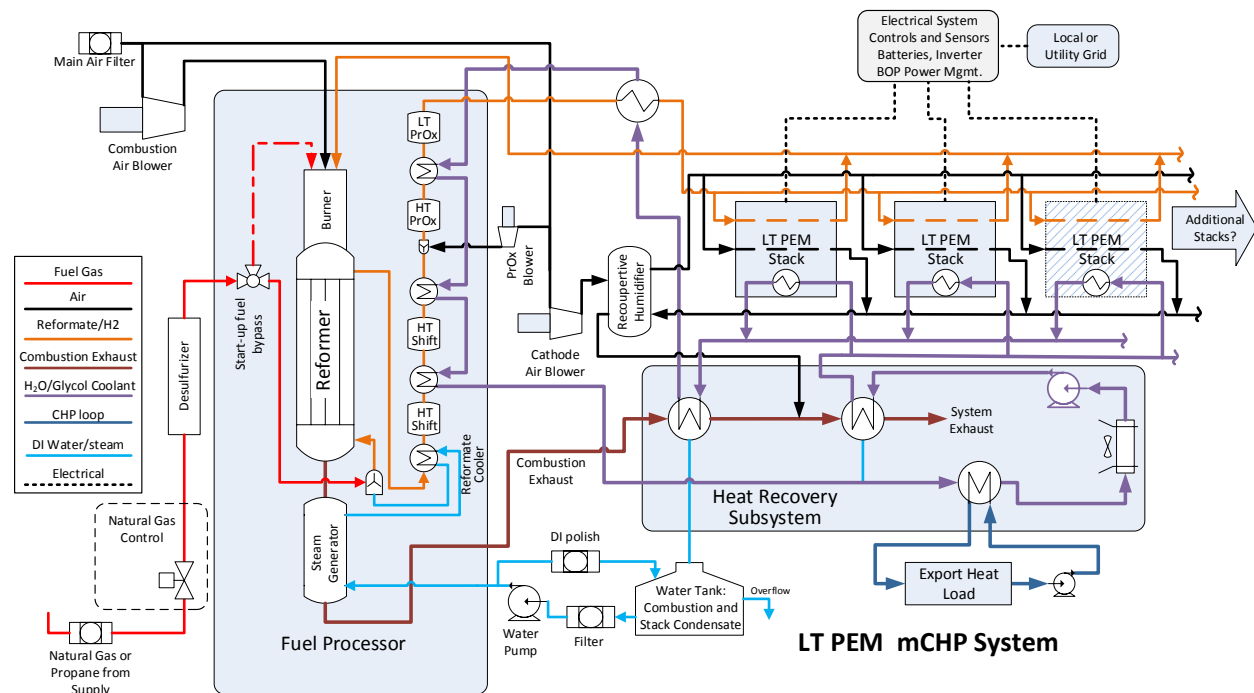 Main Air Filter
Combustion
Air Blower
Electrical System
Controls and Sensors
Batteries, Inverter
BOP Power Mgmt.
Local or
Utility Grid
LT
PrOx
Burner
HT
PrOx
PrOx
Blower
LT PEM
Stack
LT PEM
Stack
LT PEM
Stack
Additional
Stacks?
Fuel Gas
Air
Reformate/H2
Combustion Exhaust
H₂O/Glycol Coolant
CHP loop
DI Water/steam
Electrical
Start-up fuel
bypass
Desulfurizer
Reformer
HT
Shift
Recoupertive
Humidifier
Cathode
Air Blower
HT
Shift
Reformate
Cooler
Combustion
Exhaust
System
Exhaust
Heat Recovery
Subsystem
Natural Gas
Control
Steam
Generator
DI polish
Water Tank:
Combustion and
Stack Condensate
Overflow
Export Heat
Load
Water
Pump
Filter
Fuel Processor
LT PEM mCHP System
Natural Gas or
Propane from
Supply